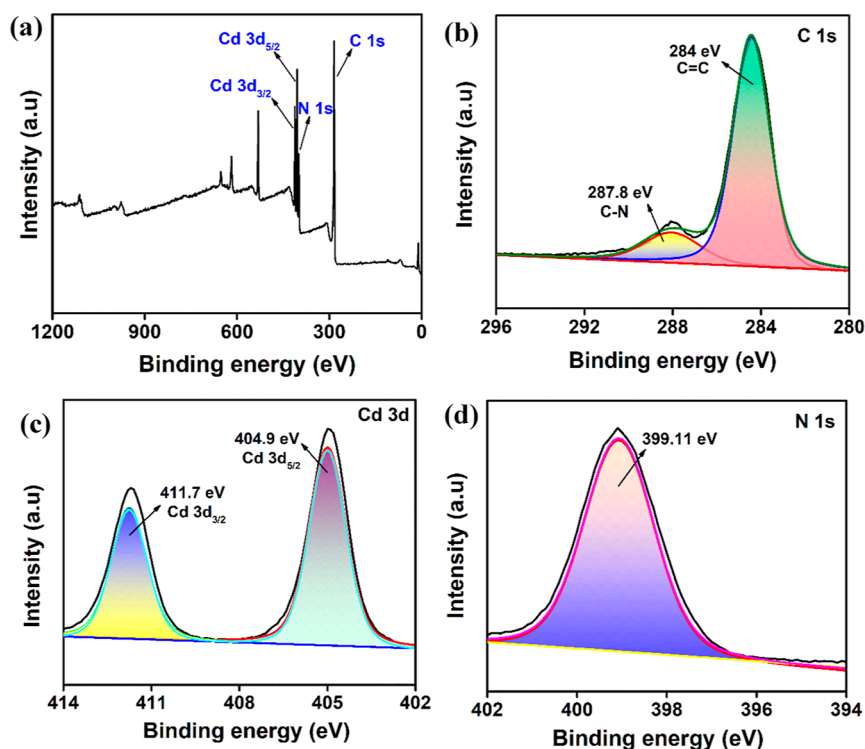 (a)
Cd 3d5/2
C 1s
Cd 3d3/2
N 1s
Intensity (a.u)
1200 900 600 300 0
Binding energy (eV)
(b)
C 1s
284 eV
C=C
287.8 eV
C-N
Intensity (a.u)
296 292 288 284 280
Binding energy (eV)
(c)
Cd 3d
404.9 eV
Cd 3d5/2
411.7 eV
Cd 3d3/2
Intensity (a.u)
414 411 408 405 402
Binding energy (eV)
(d)
N 1s
399.11 eV
Intensity (a.u)
402 400 398 396 394
Binding energy (eV)